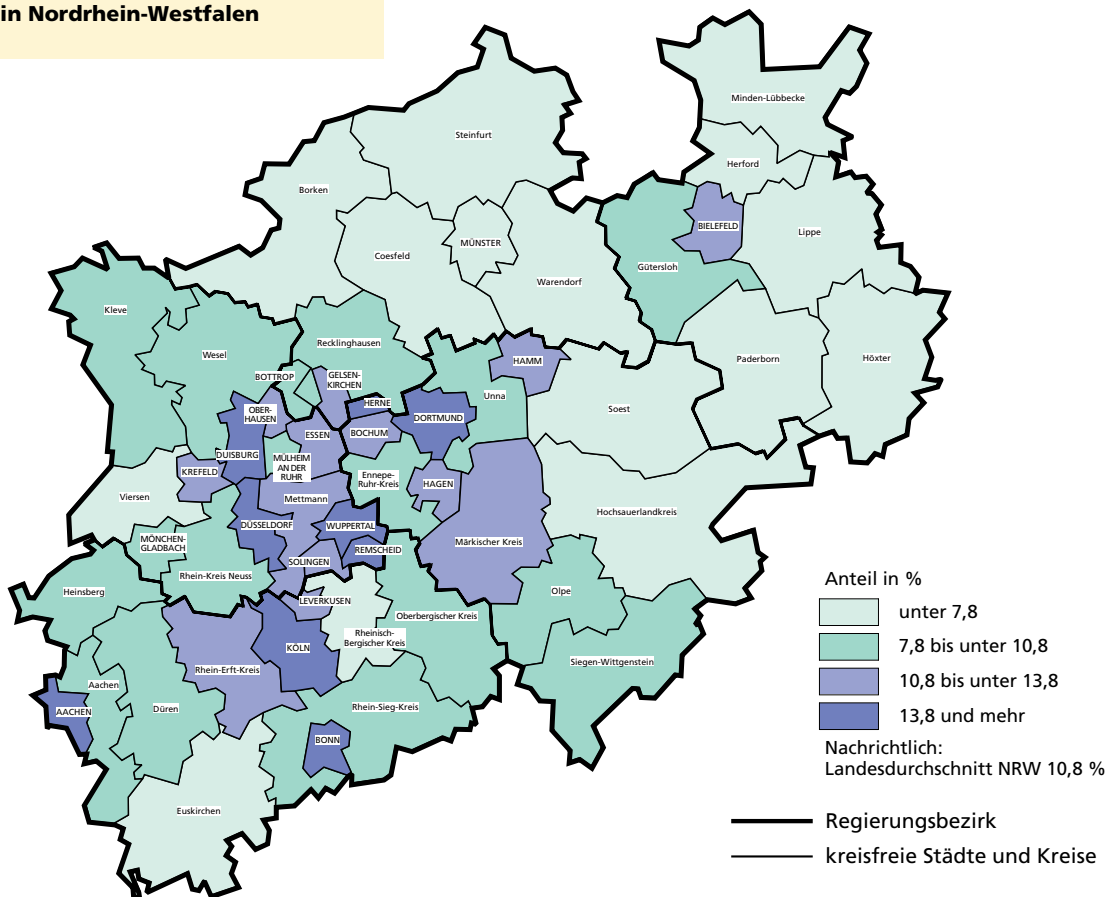 in Nordrhein-Westfalen
Minden-Lübbecke
Steinfurt
Herford
Borken
BIELEFELD
Lippe
MÜNSTER
Coesfeld
Gütersloh
Warendorf
Kleve
Recklinghausen
Wesel
Paderborn
Höxter
HAMM
BOTTROP
GELSEN-
KIRCHEN
Unna
HERNE
Soest
OBER-
HAUSEN
DORTMUND
ESSEN
BOCHUM
DUISBURG
MÜLHEIM
AN DER
RUHR
KREFELD
Ennepe-
Ruhr-Kreis
HAGEN
Viersen
Mettmann
Hochsauerlandkreis
DÜSSELDORF
WUPPERTAL
MÖNCHEN-
GLADBACH
Märkischer Kreis
REMSCHEID
SOLINGEN
Rhein-Kreis Neuss
Heinsberg
Olpe
LEVERKUSEN
Oberbergischer Kreis
Rheinisch-
Bergischer Kreis
KÖLN
Siegen-Wittgenstein
Rhein-Erft-Kreis
Aachen
Düren
Rhein-Sieg-Kreis
AACHEN
BONN
Euskirchen
Anteil in %
unter 7,8
7,8 bis unter 10,8
10,8 bis unter 13,8
13,8 und mehr
Nachrichtlich:
Landesdurchschnitt NRW 10,8 %
Regierungsbezirk
kreisfreie Städte und Kreise